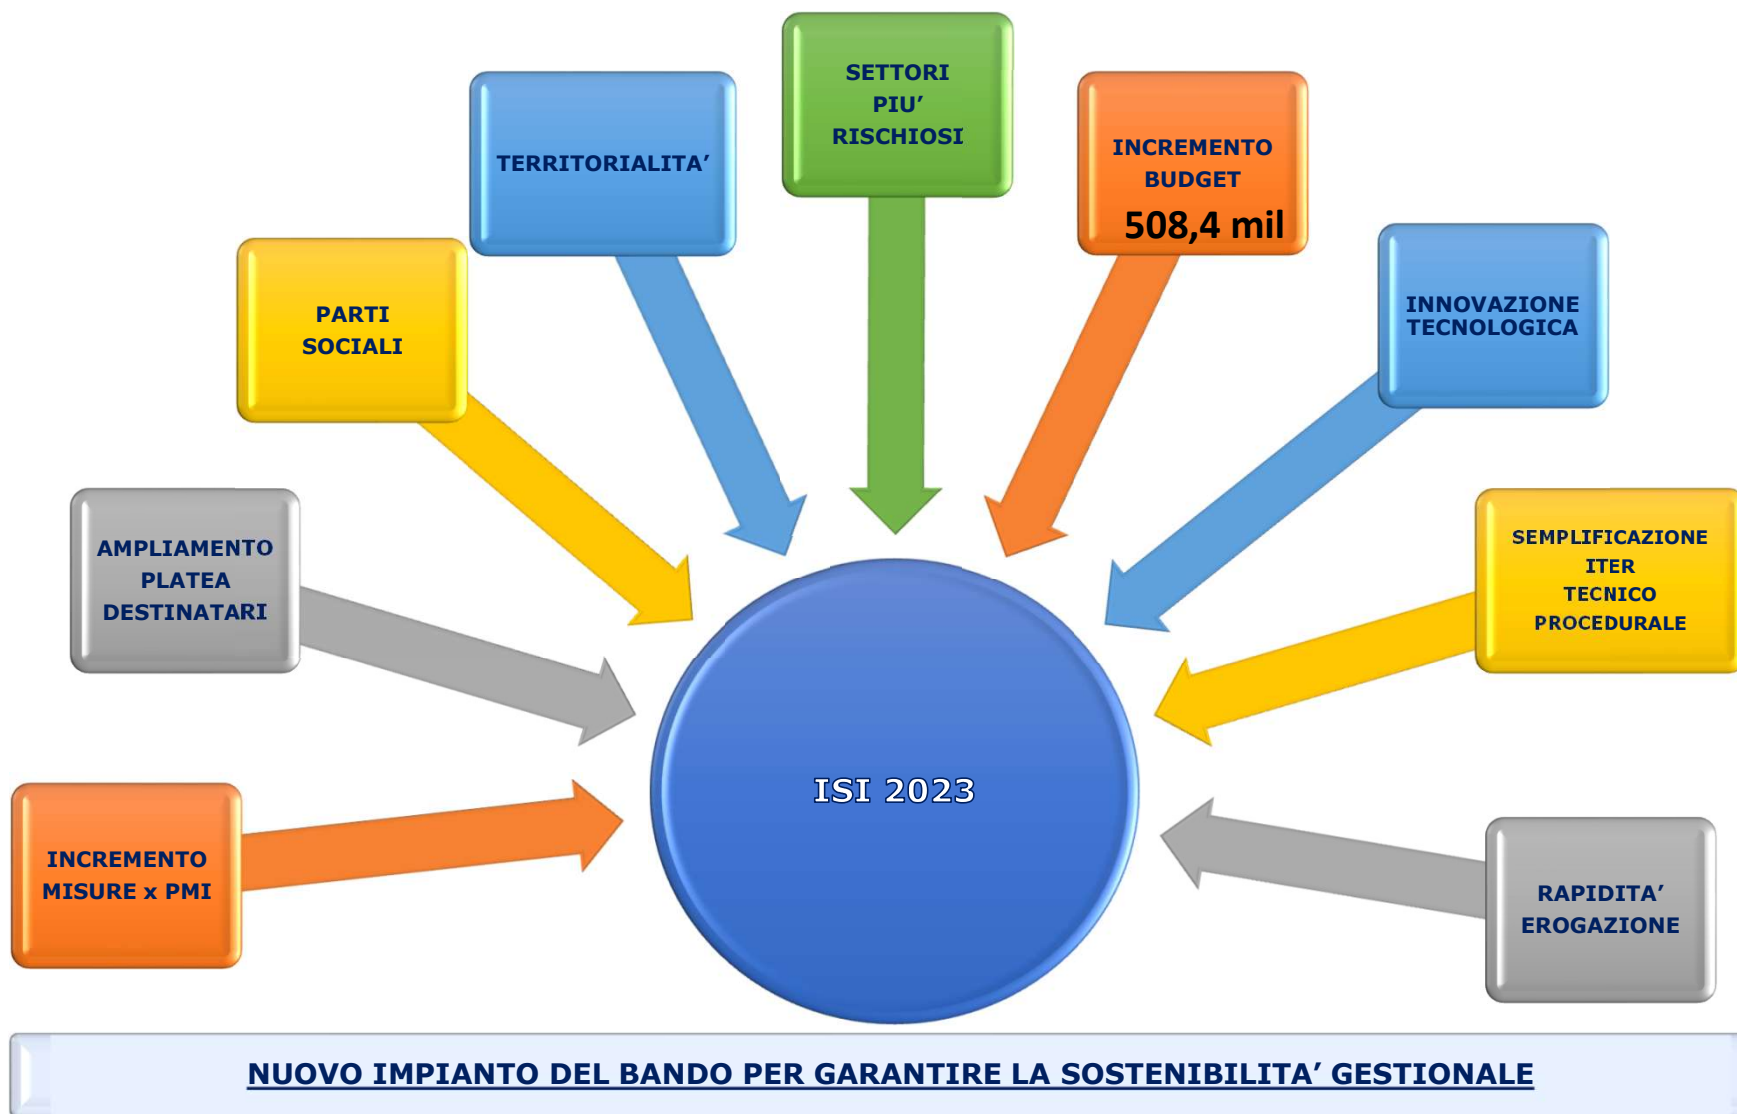 SETTORI
PIU’
RISCHIOSI
TERRITORIALITA’
INCREMENTO
BUDGET
508,4 mil
PARTI
SOCIALI
INNOVAZIONE
TECNOLOGICA
AMPLIAMENTO
PLATEA
DESTINATARI
SEMPLIFICAZIONE
ITER
TECNICO
PROCEDURALE
ISI 2023
INCREMENTO
MISURE x PMI
RAPIDITA’
EROGAZIONE
NUOVO IMPIANTO DEL BANDO PER GARANTIRE LA SOSTENIBILITA’ GESTIONALE